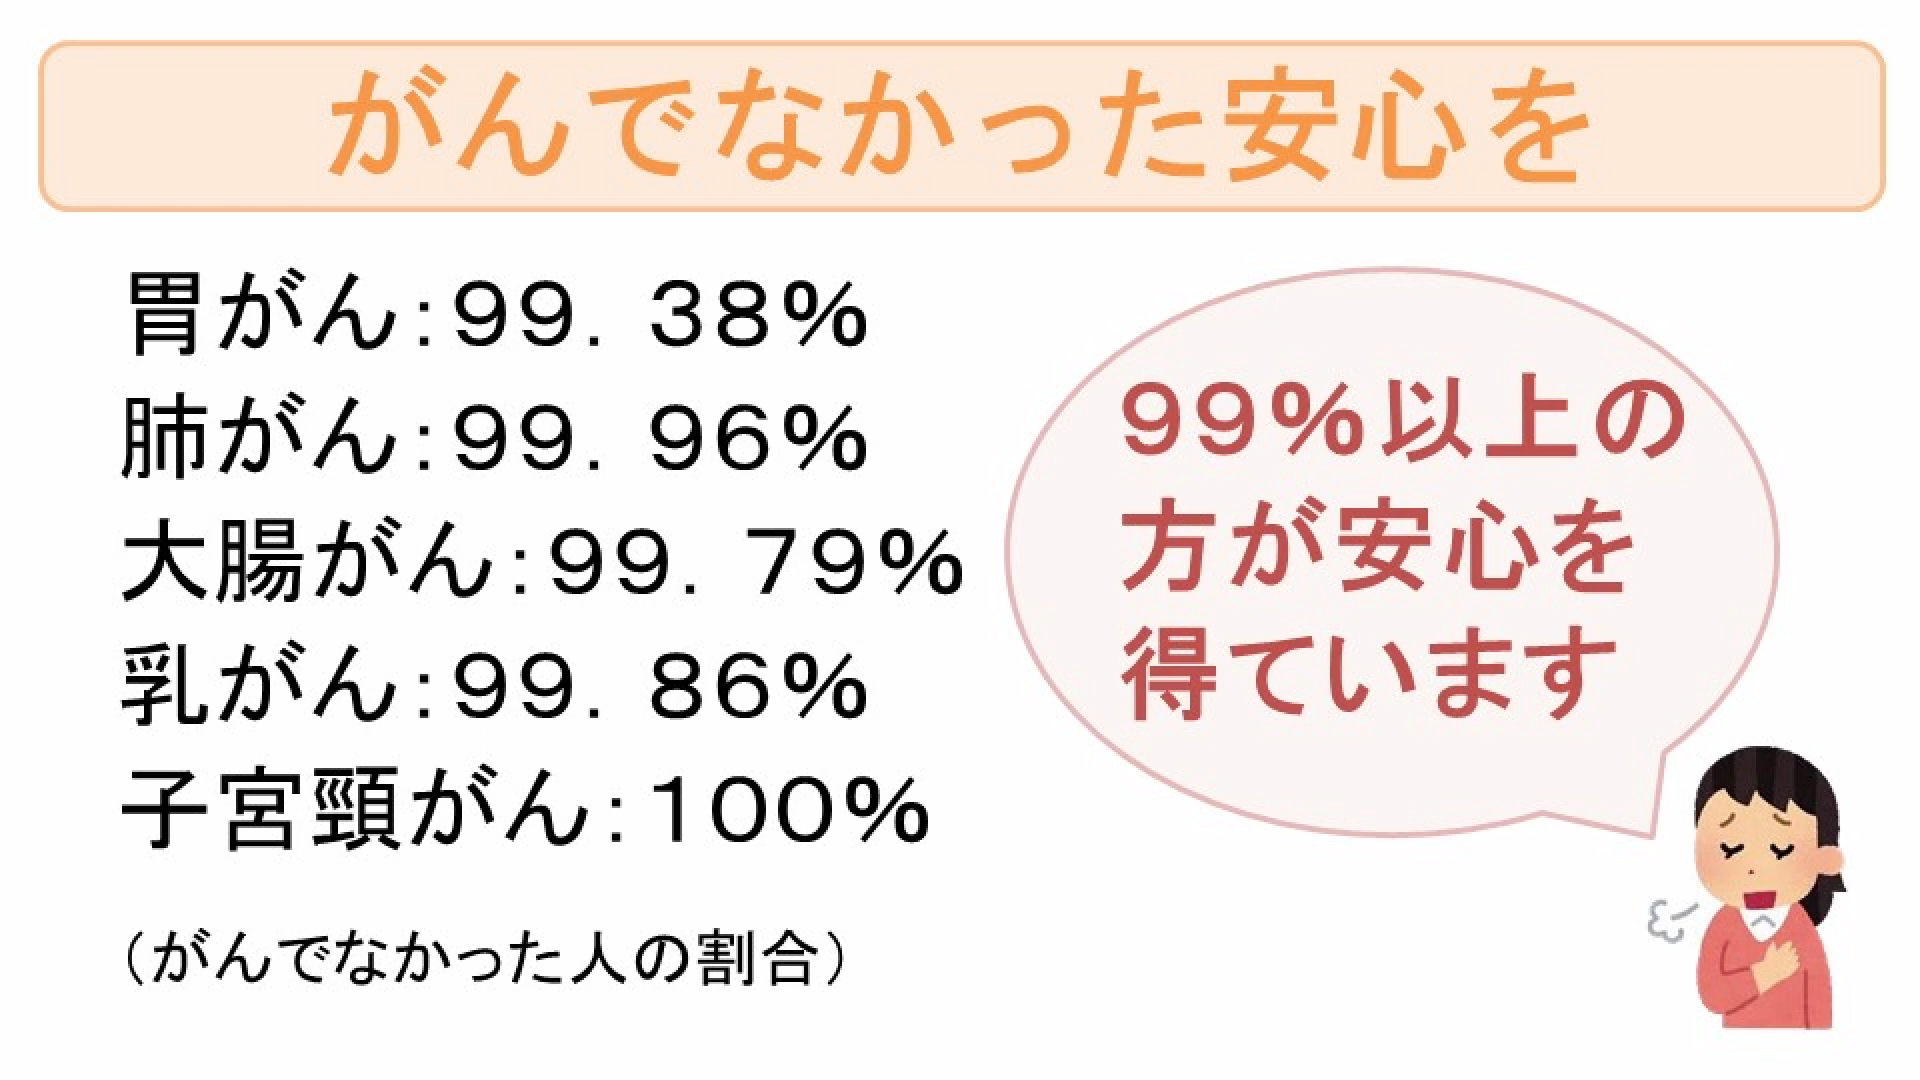 がんでなかった安心を
胃がん：９９．３８％
肺がん：９９．９６％
大腸がん：９９．７９％
乳がん：９９．８６％
子宮頸がん：１００％
（がんでなかった人の割合）
９９％以上の
方が安心を
得ています